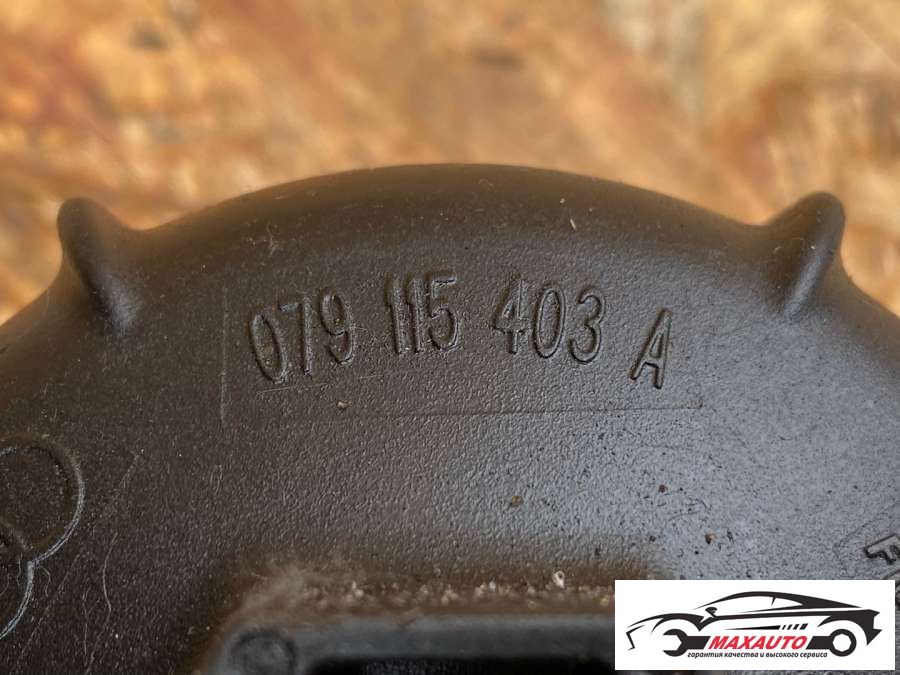 079 115 403 A
F
MAXAUTO
гарантия качества и высокого сервиса